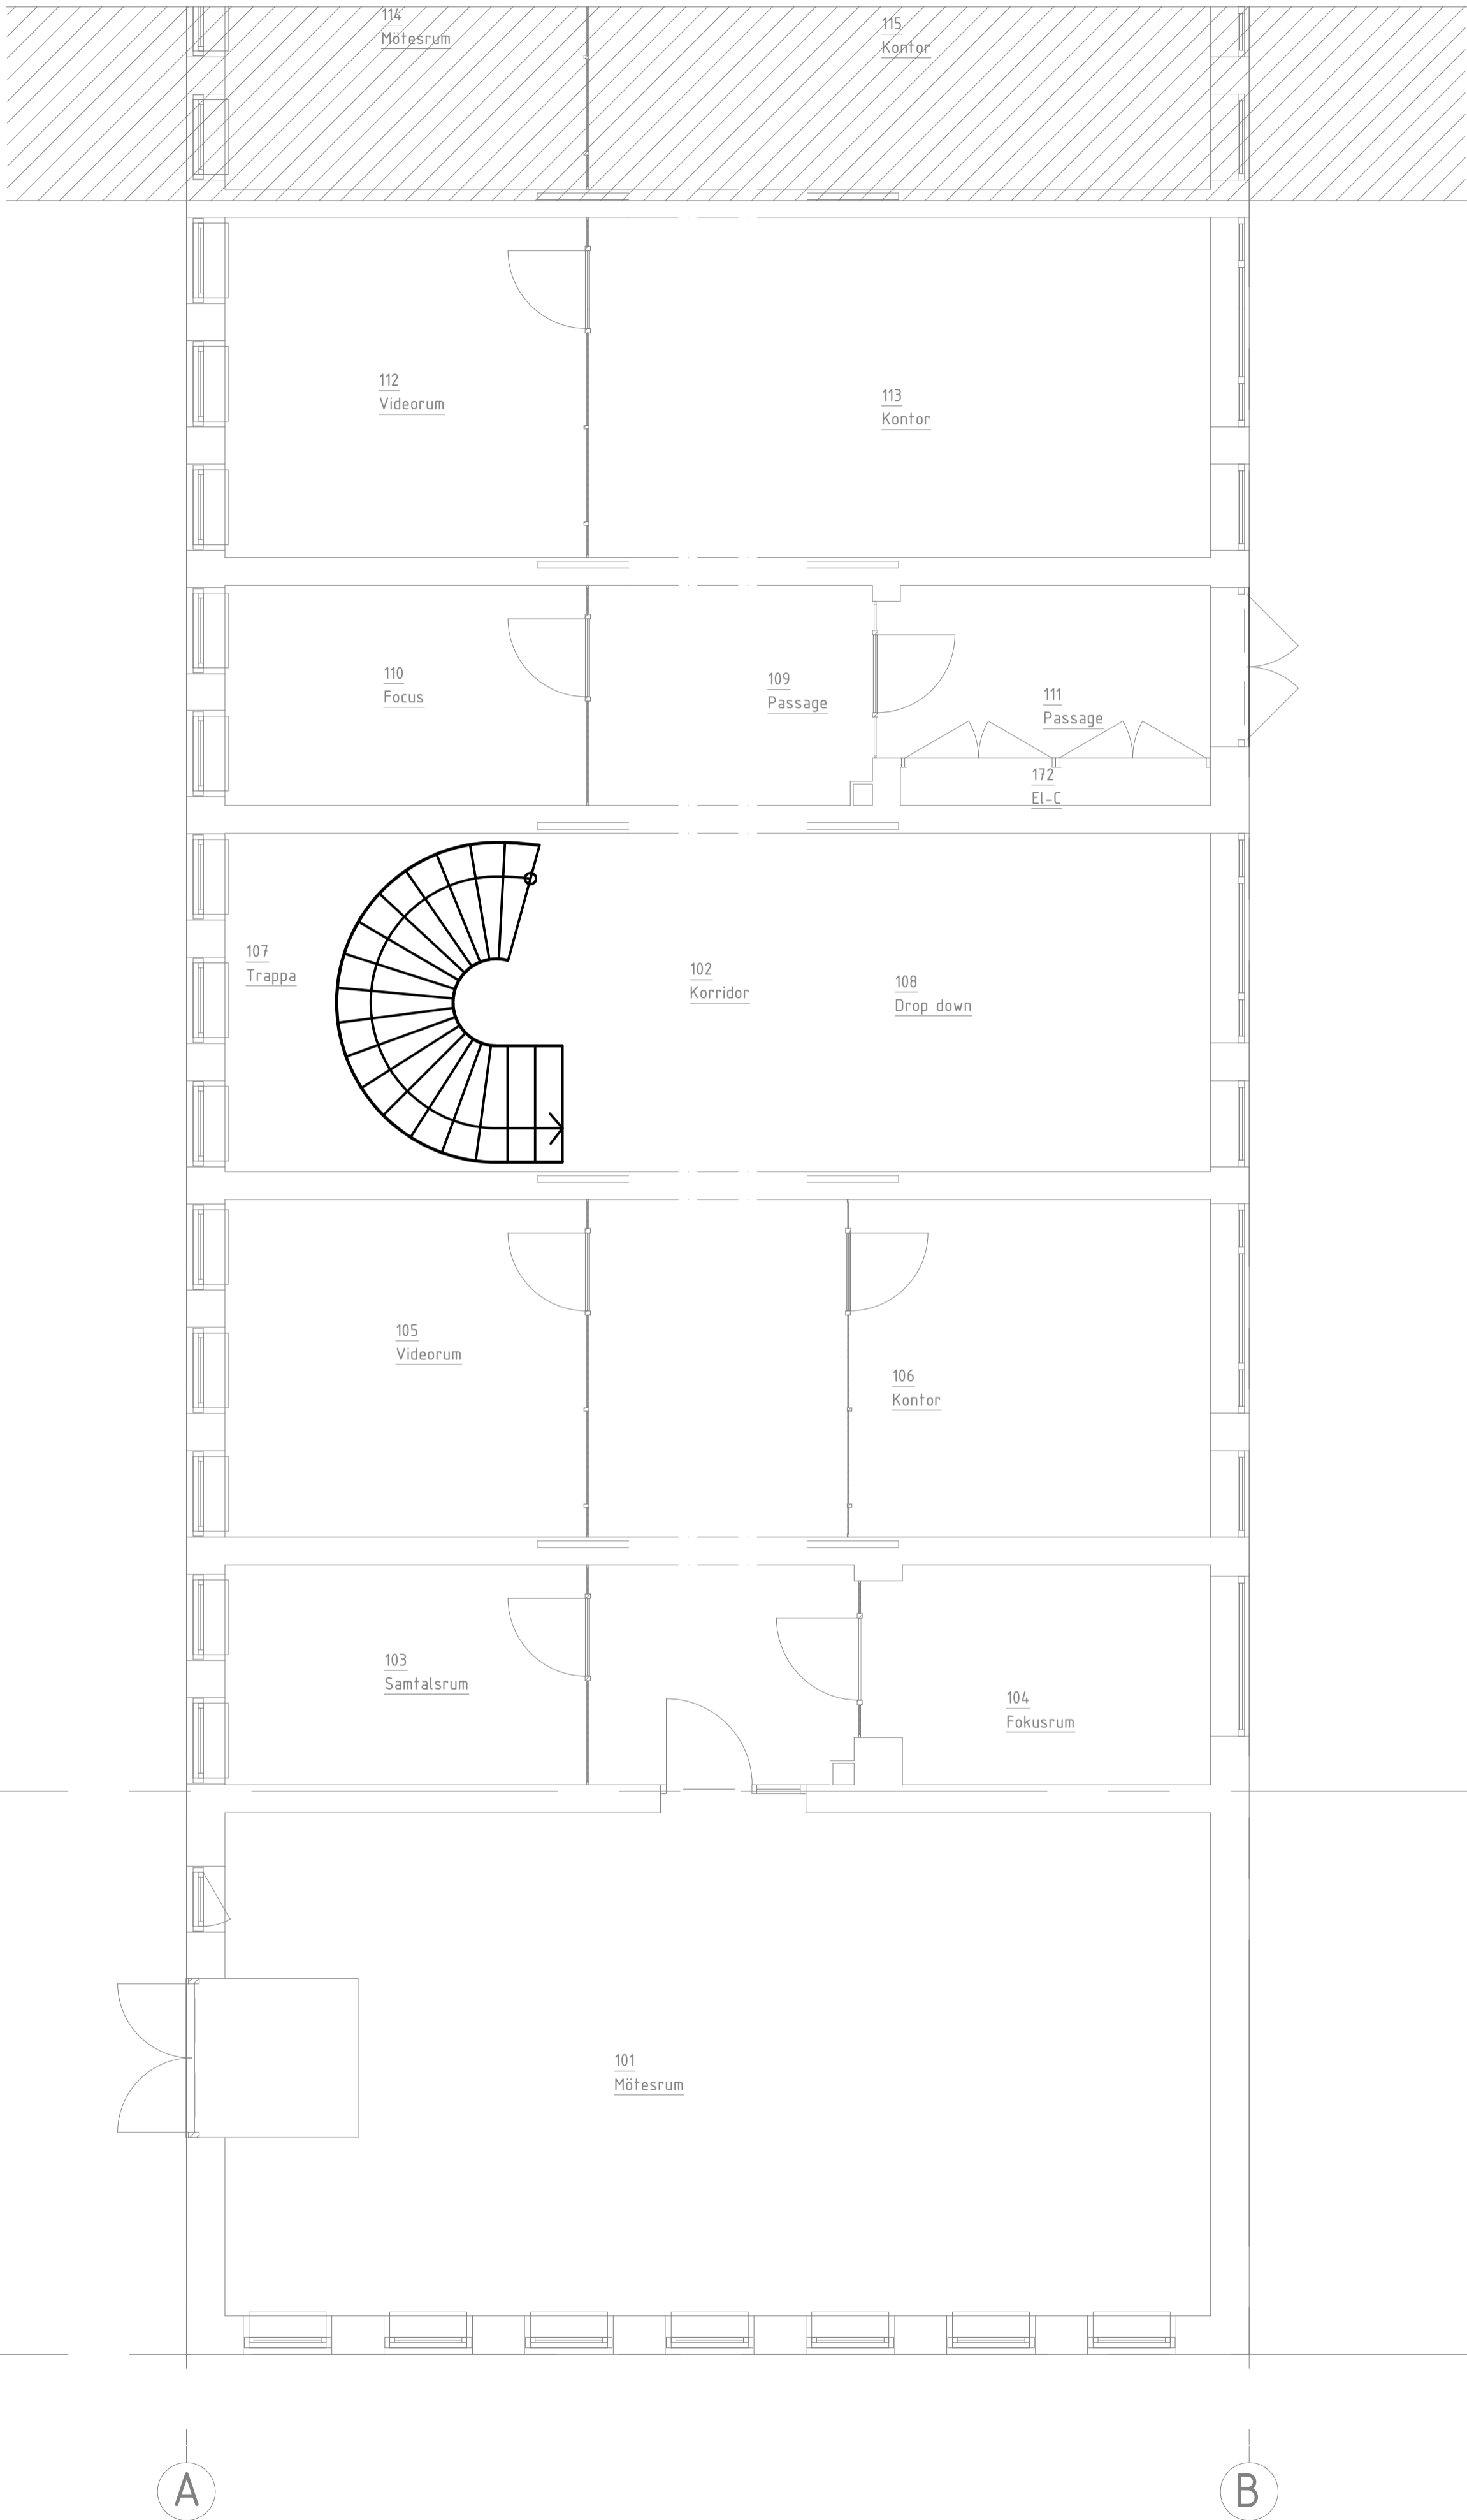 114
Mötesrum
115
Kontor
112
Videorum
113
Kontor
110
Focus
109
Passage
111
Passage
172
El-C
107
Trappa
102
Korridor
108
Drop down
105
Videorum
106
Kontor
103
Samtalsrum
104
Fokusrum
101
Mötesrum
A
B